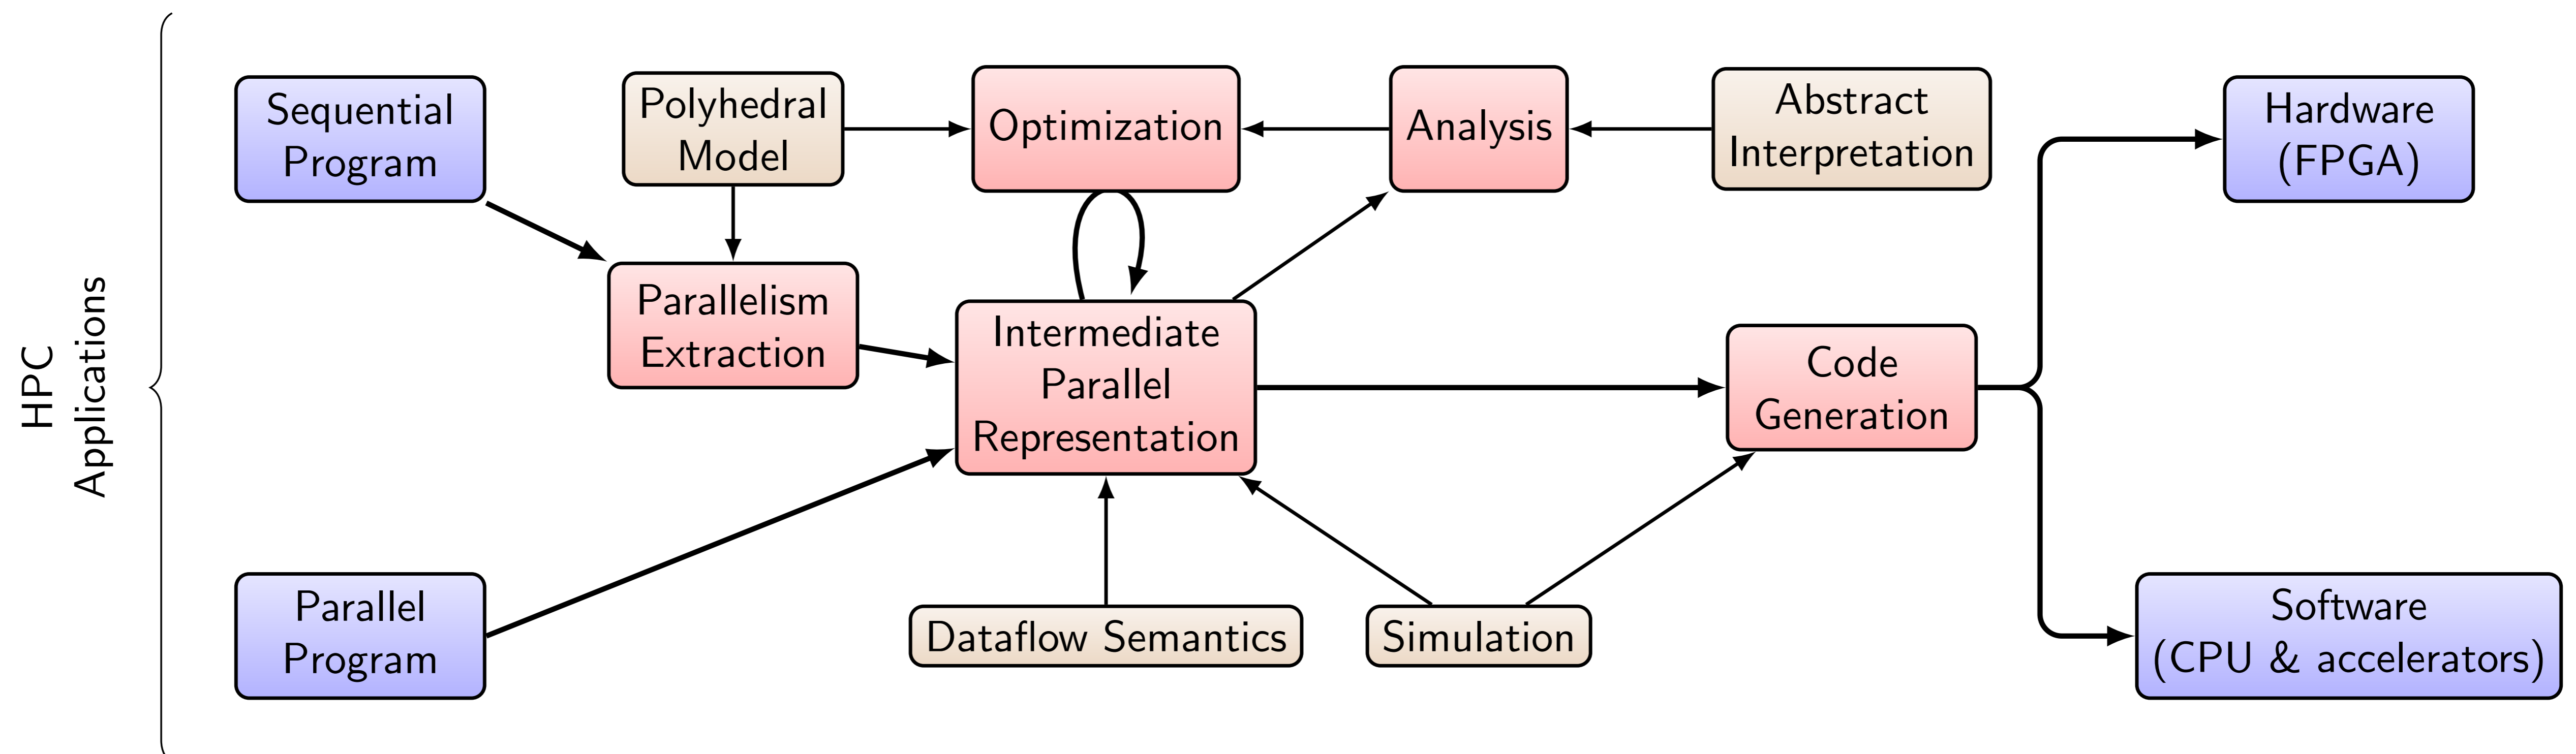 HPC
Applications
Sequential
Program
Polyhedral
Model
Optimization
Analysis
Abstract
Interpretation
Hardware
(FPGA)
Parallelism
Extraction
Intermediate
Parallel
Representation
Code
Generation
Parallel
Program
Dataflow Semantics
Simulation
Software
(CPU & accelerators)